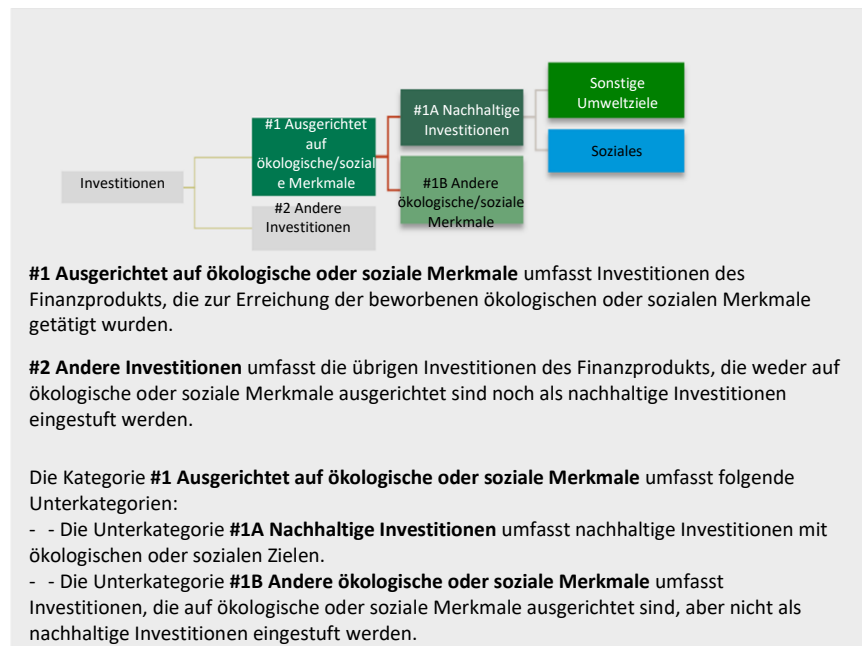 Investitionen
#1 Ausgerichtet
auf
ökologische/sozial
e Merkmale
#2 Andere
Investitionen
#1A Nachhaltige
Investitionen
#1B Andere
ökologische/soziale
Merkmale
Sonstige
Umweltziele
Soziales
#1 Ausgerichtet auf ökologische oder soziale Merkmale umfasst Investitionen des
Finanzprodukts, die zur Erreichung der beworbenen ökologischen oder sozialen Merkmale
getätigt wurden.
#2 Andere Investitionen umfasst die übrigen Investitionen des Finanzprodukts, die weder auf
ökologische oder soziale Merkmale ausgerichtet sind noch als nachhaltige Investitionen
eingestuft werden.
Die Kategorie #1 Ausgerichtet auf ökologische oder soziale Merkmale umfasst folgende
Unterkategorien:
- - Die Unterkategorie #1A Nachhaltige Investitionen umfasst nachhaltige Investitionen mit
ökologischen oder sozialen Zielen.
- - Die Unterkategorie #1B Andere ökologische oder soziale Merkmale umfasst
Investitionen, die auf ökologische oder soziale Merkmale ausgerichtet sind, aber nicht als
nachhaltige Investitionen eingestuft werden.